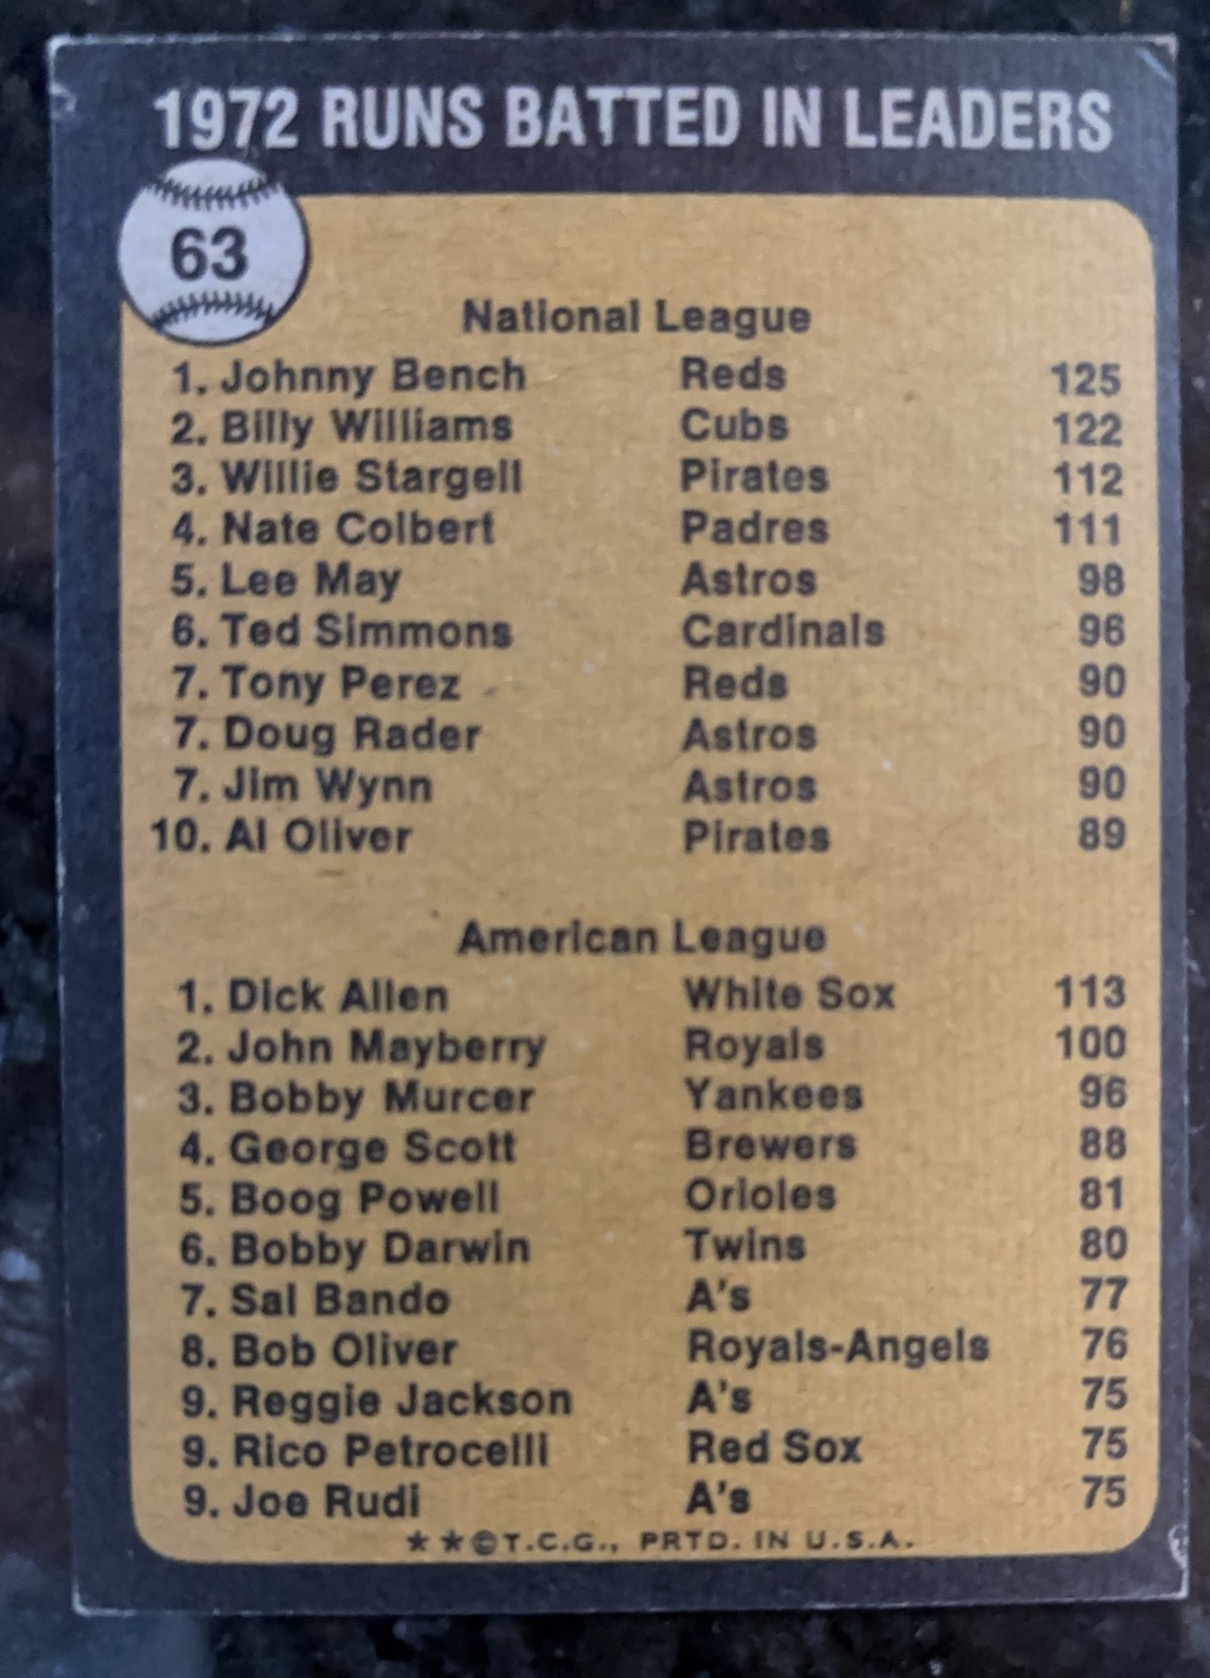 1972 RUNS BATTED IN LEADERS
63
National League
1. Johnny Bench Reds 125
2. Billy Williams Cubs 122
3. Willie Stargell Pirates 112
4. Nate Colbert Padres 111
5. Lee May Astros 98
6. Ted Simmons Cardinals 96
7. Tony Perez Reds 90
7. Doug Rader Astros 90
7. Jim Wynn Astros 90
10. Al Oliver Pirates 89
American League
1. Dick Allen White Sox 113
2. John Mayberry Royals 100
3. Bobby Murcer Yankees 96
4. George Scott Brewers 88
5. Boog Powell Orioles 81
6. Bobby Darwin Twins 80
7. Sal Bando A's 77
8. Bob Oliver Royals-Angels 76
9. Reggie Jackson A's 75
9. Rico Petrocelli Red Sox 75
9. Joe Rudi A's 75
★★©T.C.G., PRTD. IN U.S.A.